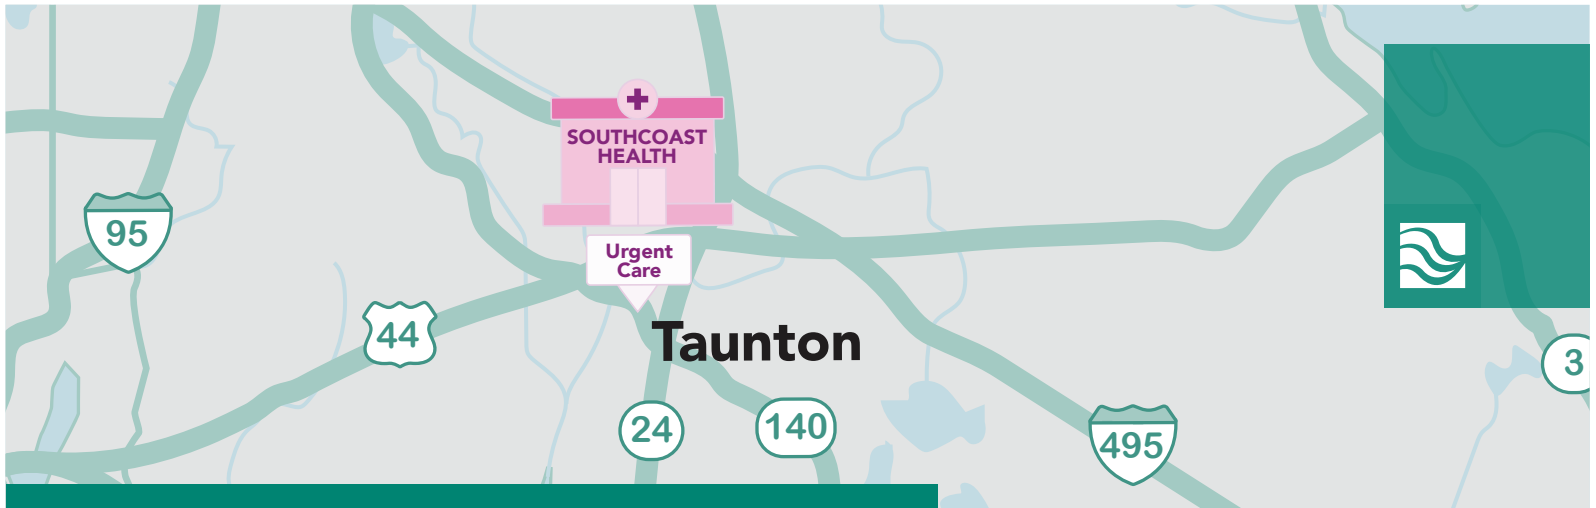 SOUTHCOAST
HEALTH
95
Urgent
Care
44
Taunton
3
24
140
495